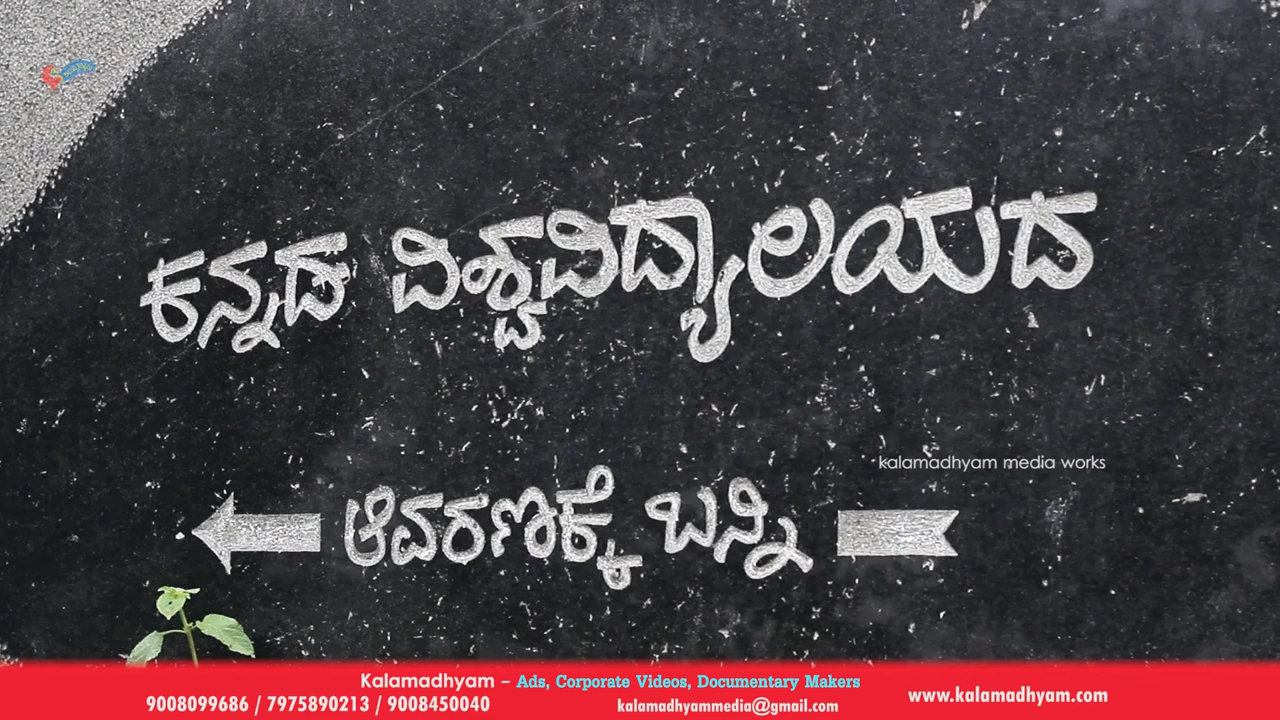 ಕನ್ನಡ ವಿಶ್ವವಿದ್ಯಾಲಯದ
kalamadhyam media works
ಆವರಣಕ್ಕೆ ಬನ್ನಿ
Kalamadhyam – Ads, Corporate Videos, Documentary Makers
9008099686 / 7975890213 / 9008450040
kalamadhyammedia@gmail.com
www.kalamadhyam.com